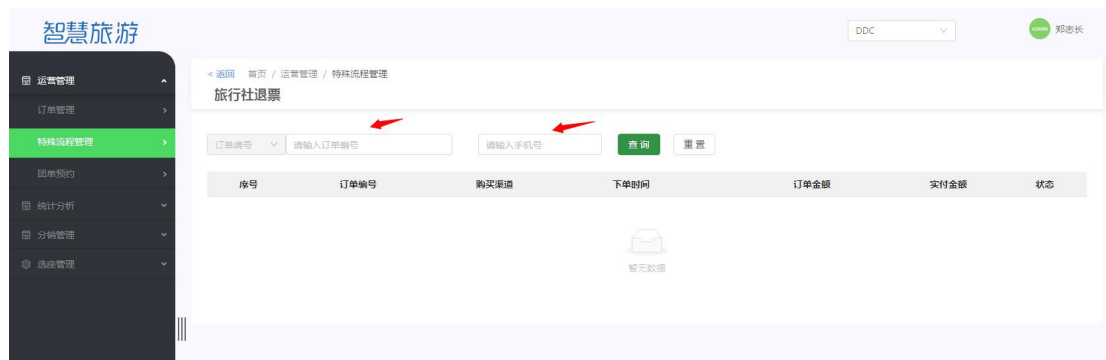 智慧旅游
DDC
ADMIN 郑志长
运营管理
订单管理
特殊流程管理
团单预约
统计分析
分销管理
选座管理
< 返回 首页 / 运营管理 / 特殊流程管理
旅行社退票
订单编号 请输入订单编号 请输入手机号 查询 重置
序号 订单编号 购买渠道 下单时间 订单金额 实付金额 状态
暂无数据